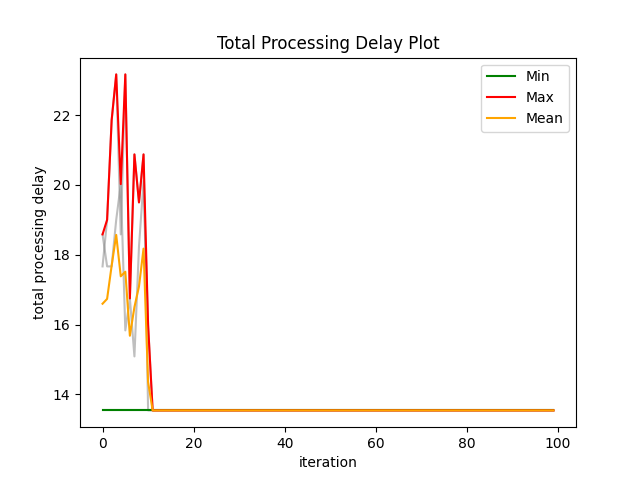 Total Processing Delay Plot
Min
Max
Mean
total processing delay
22
20
18
16
14
0
20
40
60
80
100
iteration